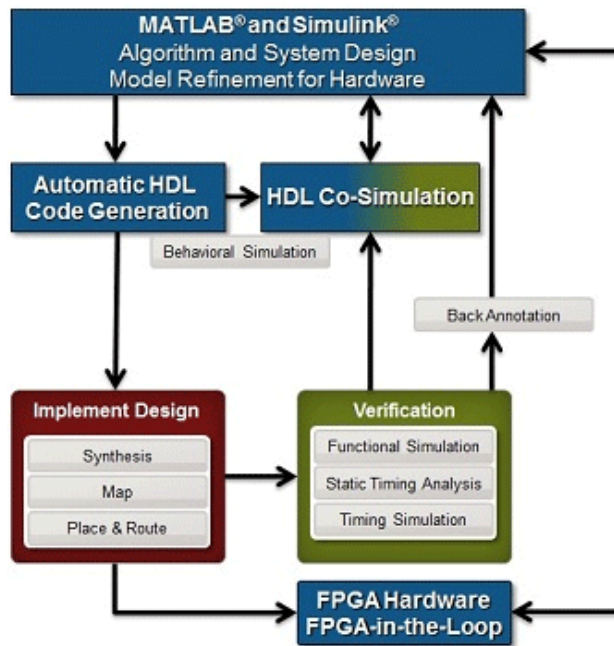 MATLAB® and Simulink®
Algorithm and System Design
Model Refinement for Hardware
Automatic HDL
Code Generation
HDL Co-Simulation
Behavioral Simulation
Back Annotation
Implement Design
Synthesis
Map
Place & Route
Verification
Functional Simulation
Static Timing Analysis
Timing Simulation
FPGA Hardware
FPGA-in-the-Loop